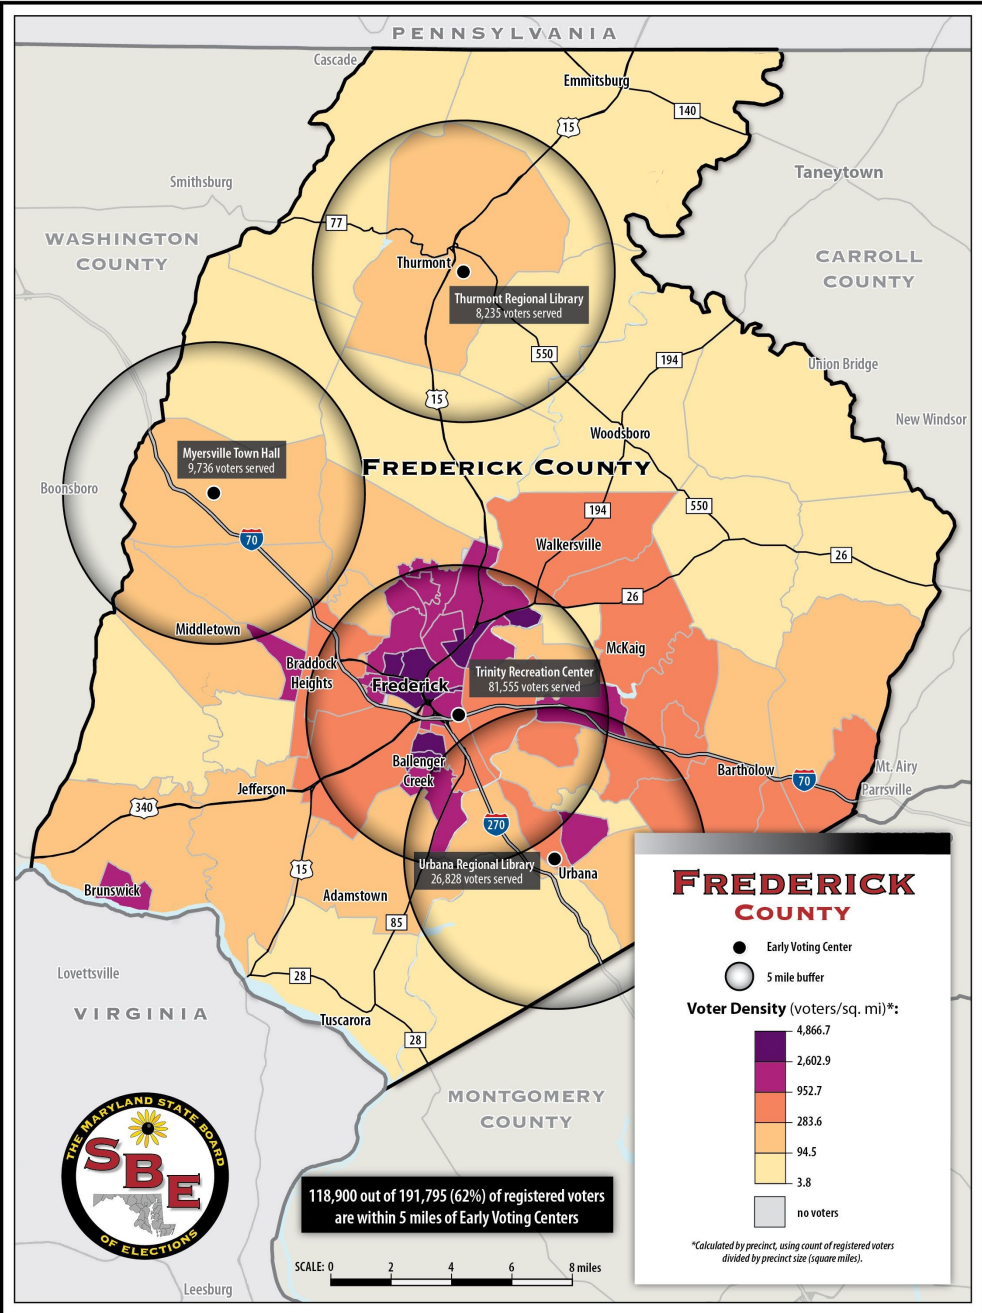 PENNSYLVANIA
Cascade
Emmitsburg
140
15
Taneytown
Smithsburg
77
WASHINGTON
COUNTY
CARROLL
COUNTY
Thurmont
Thurmont Regional Library
8,235 voters served
550
194
Union Bridge
15
New Windsor
Woodsboro
Myersville Town Hall
9,736 voters served
FREDERICK COUNTY
Boonsboro
194
550
70
Walkersville
26
26
Middletown
McKaig
Braddock
Heights
Trinity Recreation Center
81,555 voters served
Frederick
Ballenger
Creek
Bartholow
70
Mt. Airy
Parrsville
Jefferson
340
270
15
Urbana Regional Library
26,828 voters served
Urbana
Brunswick
Adamstown
85
Lovettsville
28
VIRGINIA
Tuscarora
28
MONTGOMERY
COUNTY
FREDERICK
COUNTY
Early Voting Center
5 mile buffer
Voter Density (voters/sq. mi)*:
4,866.7
2,602.9
952.7
283.6
94.5
3.8
no voters
*Calculated by precinct, using count of registered voters
divided by precinct size (square miles).
THE MARYLAND STATE BOARD
SBE
OF ELECTIONS
118,900 out of 191,795 (62%) of registered voters
are within 5 miles of Early Voting Centers
SCALE: 0 2 4 6 8 miles
Leesburg